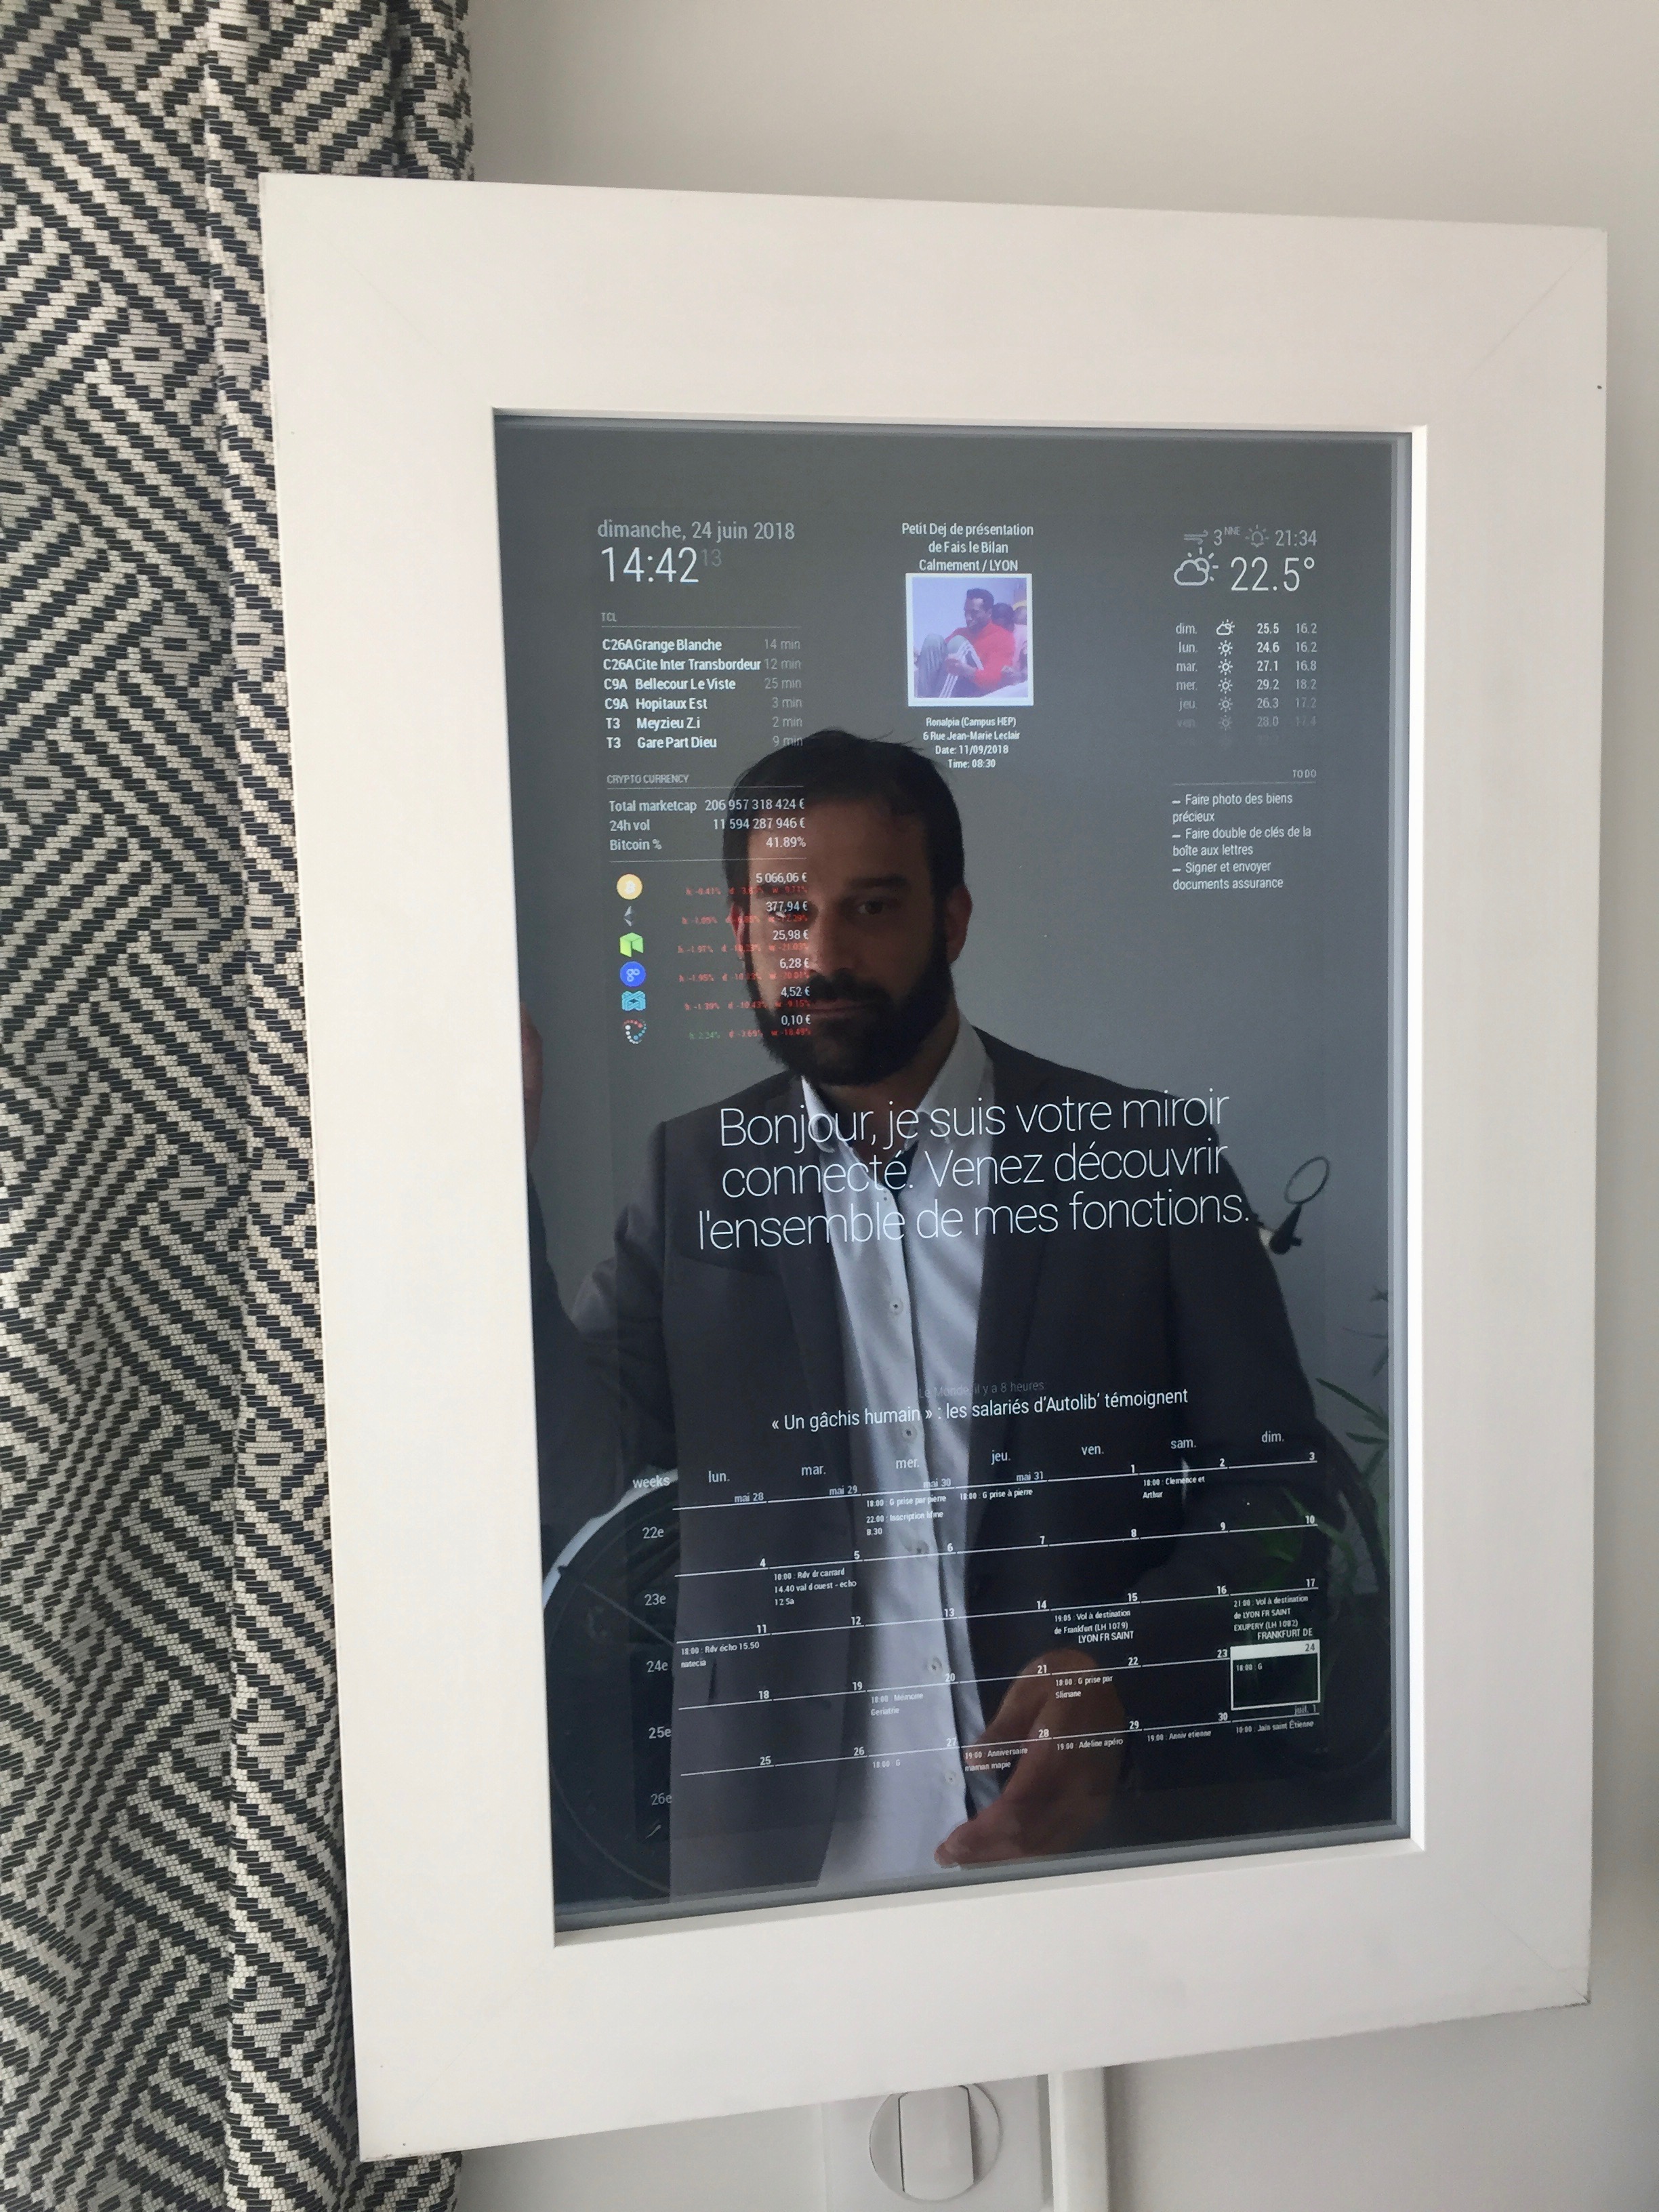 dimanche, 24 juin 2018
14:42 13
TCL
C26A Grange Blanche 14 min
C26A Cite Inter Transbordeur 12 min
C9A Bellecour Le Viste 25 min
C9A Hopitaux Est 3 min
T3 Meyzieu Z.i 2 min
T3 Gare Part Dieu 9 min
CRYPTO CURRENCY
Total marketcap 206 957 318 424 €
24h vol 11 594 287 946 €
Bitcoin % 41.89%
5 066,06 €
h: -0.41% d
377,94 €
h: -1.05%
25,98 €
h: -1.97%
6,28 €
h: -1.95%
4,52 €
h: -1.39% d -10.43% w -9.15%
0,10 €
w -18.49%
Petit Dej de présentation
de Fais le Bilan
Calmement / LYON
Ronalpia (Campus HEP)
6 Rue Jean-Marie Leclair
Date: 11/09/2018
Time: 08:30
3 NNE 21:34
22.5°
dim. 25.5 16.2
lun. 24.6 16.2
mar. 27.1 16.8
mer. 29.2 18.2
jeu. 26.3 17.2
ven. 28.0 17.4
TO DO
– Faire photo des biens
précieux
– Faire double de clés de la
boîte aux lettres
– Signer et envoyer
documents assurance
Bonjour, je suis votre miroir
connecté. Venez découvrir
l'ensemble de mes fonctions.
Le Monde, il y a 8 heures:
« Un gâchis humain » : les salariés d'Autolib' témoignent
weeks lun. mar. mer. jeu. ven. sam. dim.
22e mai 28 mai 29 mai 30 mai 31 1 2 3
18:00 : G prise par pierre
22:00 : Inscription
8.30
18:00 : G prise à pierre
18:00 : Clemence et
Arthur
23e 4 5 6 7 8 9 10
10:00 : Rdv dr carrard
14.40 val d ouest - echo
12 Sa
24e 11 12 13 14 15 16 17
18:00 : Rdv écho 15.50
natecia
19:05 : Vol à destination
de Frankfurt (LH 1079)
LYON FR SAINT
21:00 : Vol à destination
de LYON FR SAINT
EXUPERY (LH 1082)
FRANKFURT DE
25e 18 19 20 21 22 23 24
18:00 : Mémoire
Geriatrie
18:00 : G prise par
Slimane
18:00 : G
26e 25 26 27 28 29 30 juil. 1
18:00 : G
19:00 : Anniversaire
maman mapie
19:00 : Adeline apéro
19:00 : Anniv etienne
10:00 : Jain saint Étienne